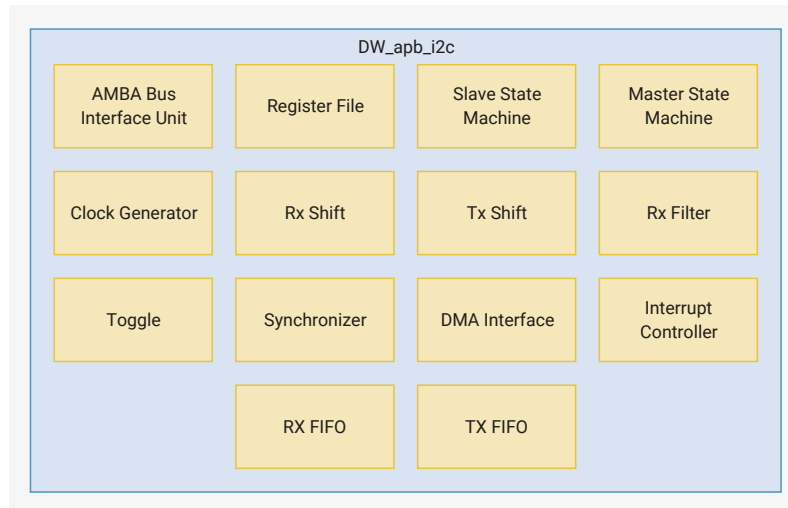 DW_apb_i2c
AMBA Bus
Interface Unit
Register File
Slave State
Machine
Master State
Machine
Clock Generator
Rx Shift
Tx Shift
Rx Filter
Toggle
Synchronizer
DMA Interface
Interrupt
Controller
RX FIFO
TX FIFO